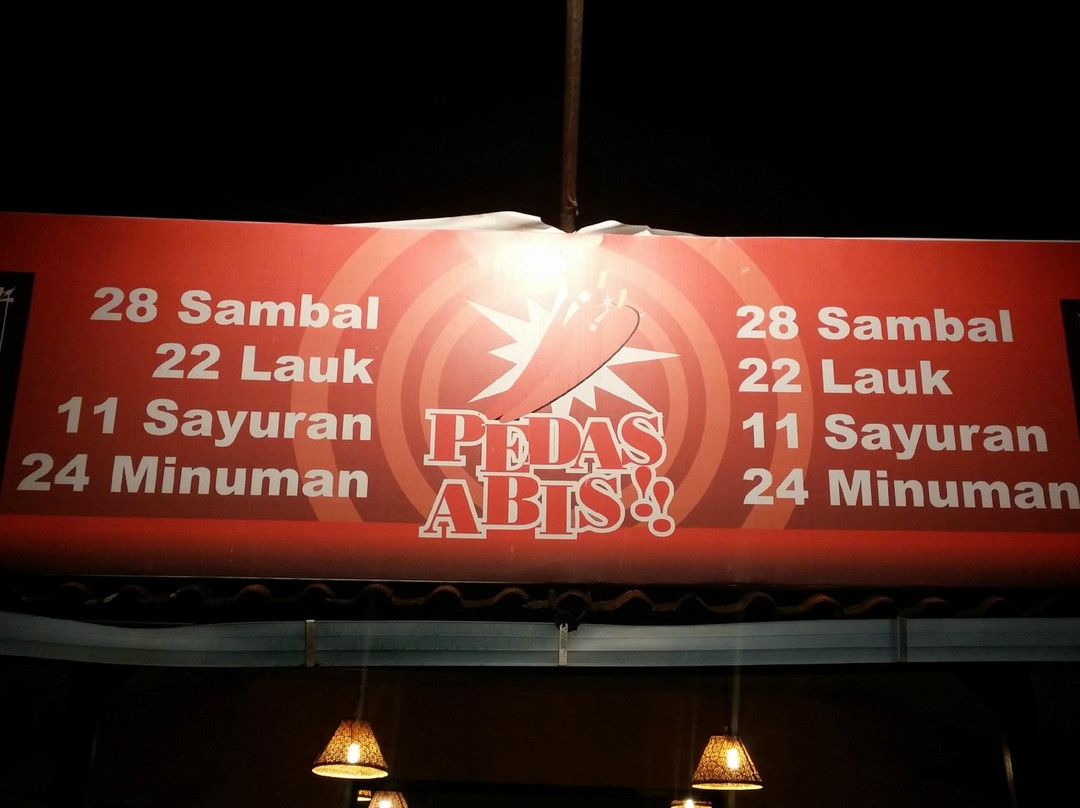 28 Sambal
22 Lauk
11 Sayuran
24 Minuman
PEDAS
ABIS!!
28 Sambal
22 Lauk
11 Sayuran
24 Minuman